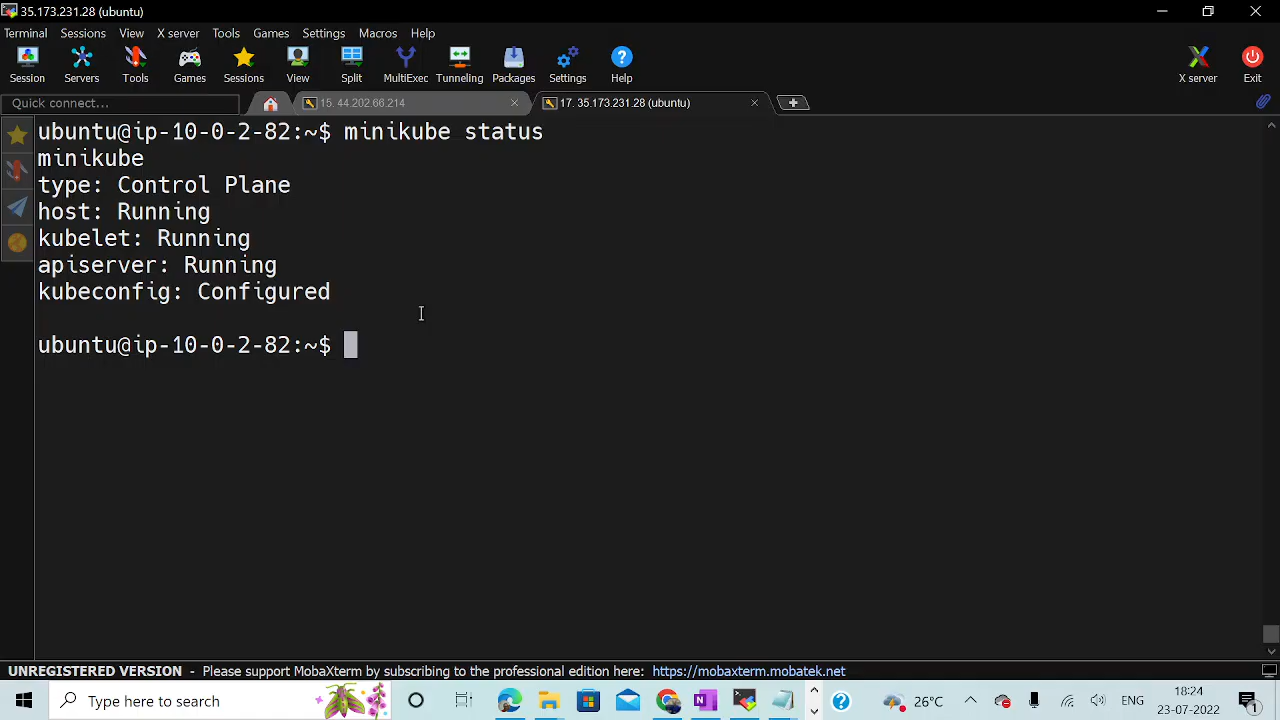 35.173.231.28 (ubuntu)
Terminal Sessions View X server Tools Games Settings Macros Help
Session Servers Tools Games Sessions View Split MultiExec Tunneling Packages Settings Help X server Exit
Quick connect... 15. 44.202.66.214 17. 35.173.231.28 (ubuntu)
ubuntu@ip-10-0-2-82:~$ minikube status
minikube
type: Control Plane
host: Running
kubelet: Running
apiserver: Running
kubeconfig: Configured
ubuntu@ip-10-0-2-82:~$
UNREGISTERED VERSION - Please support MobaXterm by subscribing to the professional edition here: https://mobaxterm.mobatek.net
Type here to search 26°C ENG 18:24
23-07-2022 1